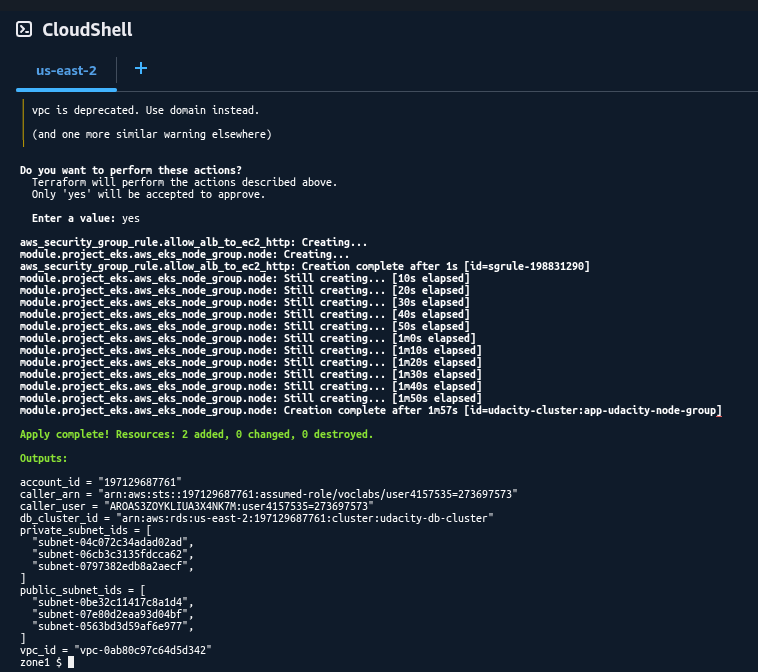 CloudShell
us-east-2 +
vpc is deprecated. Use domain instead.
(and one more similar warning elsewhere)
Do you want to perform these actions?
Terraform will perform the actions described above.
Only 'yes' will be accepted to approve.
Enter a value: yes
aws_security_group_rule.allow_alb_to_ec2_http: Creating...
module.project_eks.aws_eks_node_group.node: Creating...
aws_security_group_rule.allow_alb_to_ec2_http: Creation complete after 1s [id=sgrule-198831290]
module.project_eks.aws_eks_node_group.node: Still creating... [10s elapsed]
module.project_eks.aws_eks_node_group.node: Still creating... [20s elapsed]
module.project_eks.aws_eks_node_group.node: Still creating... [30s elapsed]
module.project_eks.aws_eks_node_group.node: Still creating... [40s elapsed]
module.project_eks.aws_eks_node_group.node: Still creating... [50s elapsed]
module.project_eks.aws_eks_node_group.node: Still creating... [1m0s elapsed]
module.project_eks.aws_eks_node_group.node: Still creating... [1m10s elapsed]
module.project_eks.aws_eks_node_group.node: Still creating... [1m20s elapsed]
module.project_eks.aws_eks_node_group.node: Still creating... [1m30s elapsed]
module.project_eks.aws_eks_node_group.node: Still creating... [1m40s elapsed]
module.project_eks.aws_eks_node_group.node: Still creating... [1m50s elapsed]
module.project_eks.aws_eks_node_group.node: Creation complete after 1m57s [id=udacity-cluster:app-udacity-node-group]
Apply complete! Resources: 2 added, 0 changed, 0 destroyed.
Outputs:
account_id = "197129687761"
caller_arn = "arn:aws:sts::197129687761:assumed-role/voclabs/user4157535=273697573"
caller_user = "AROAS3ZOYKLIUA3X4NK7M:user4157535=273697573"
db_cluster_id = "arn:aws:rds:us-east-2:197129687761:cluster:udacity-db-cluster"
private_subnet_ids = [
"subnet-04c072c34adad02ad",
"subnet-06cb3c3135fdcca62",
"subnet-0797382edb8a2aecf",
]
public_subnet_ids = [
"subnet-0be32c11417c8a1d4",
"subnet-07e80d2eaa93d04bf",
"subnet-0563bd3d59af6e977",
]
vpc_id = "vpc-0ab80c97c64d5d342"
zone1 $